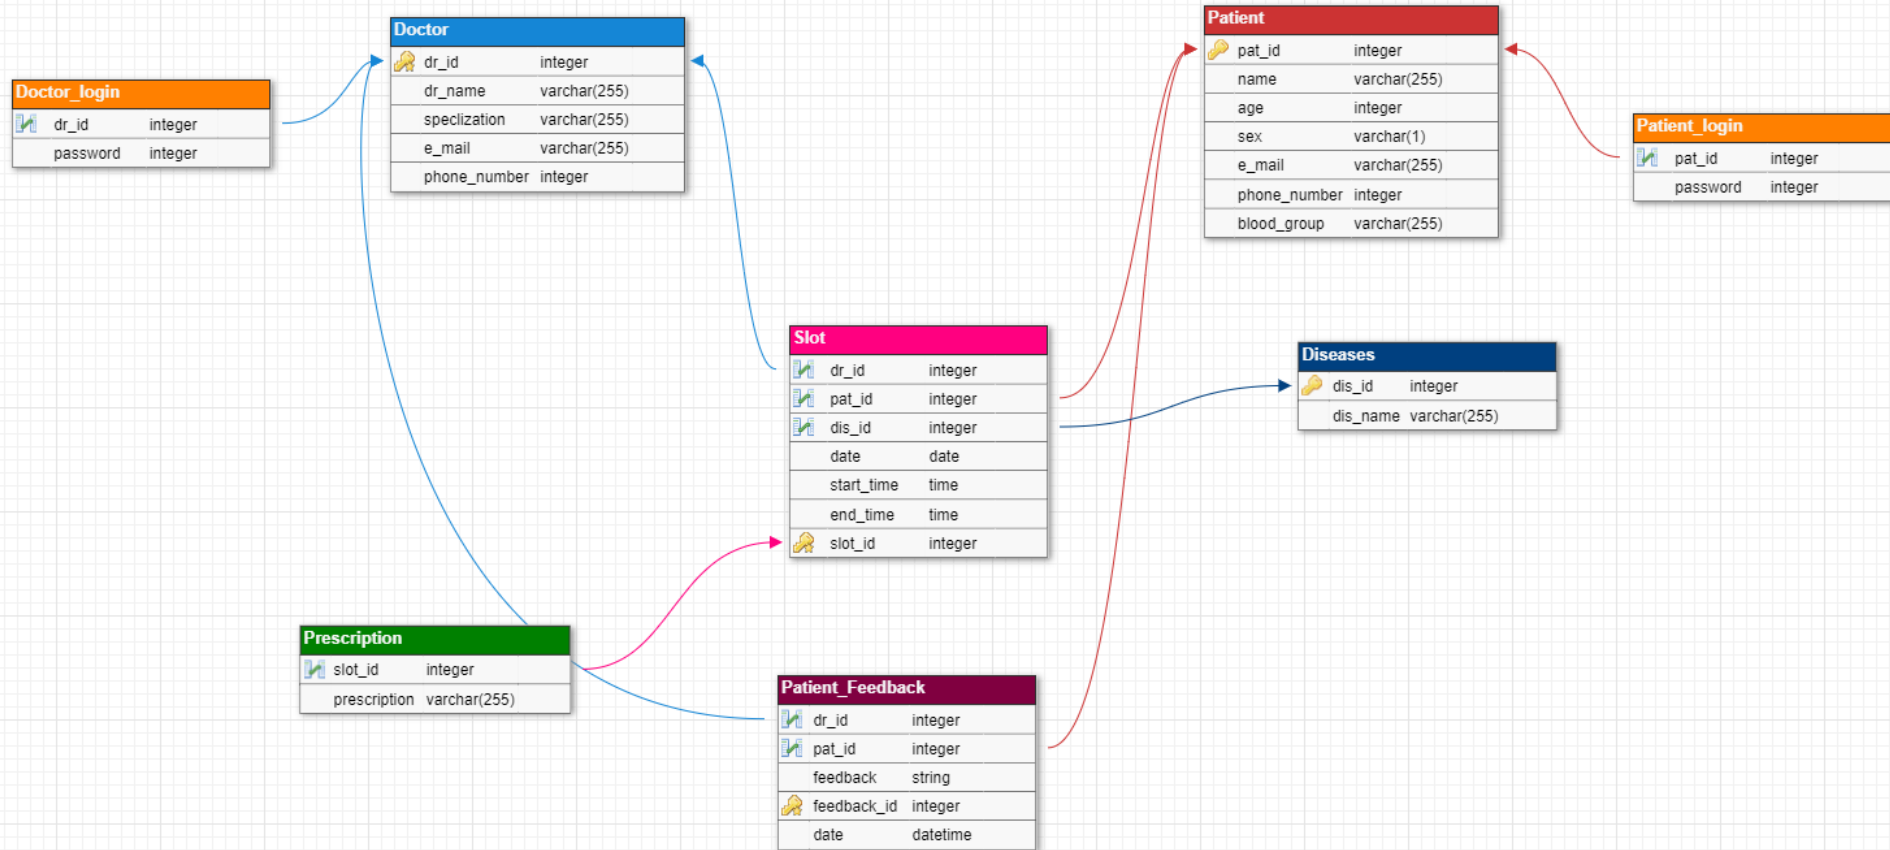 Doctor_login
dr_id integer
password integer
Doctor
dr_id integer
dr_name varchar(255)
speclization varchar(255)
e_mail varchar(255)
phone_number integer
Patient
pat_id integer
name varchar(255)
age integer
sex varchar(1)
e_mail varchar(255)
phone_number integer
blood_group varchar(255)
Patient_login
pat_id integer
password integer
Slot
dr_id integer
pat_id integer
dis_id integer
date date
start_time time
end_time time
slot_id integer
Diseases
dis_id integer
dis_name varchar(255)
Prescription
slot_id integer
prescription varchar(255)
Patient_Feedback
dr_id integer
pat_id integer
feedback string
feedback_id integer
date datetime